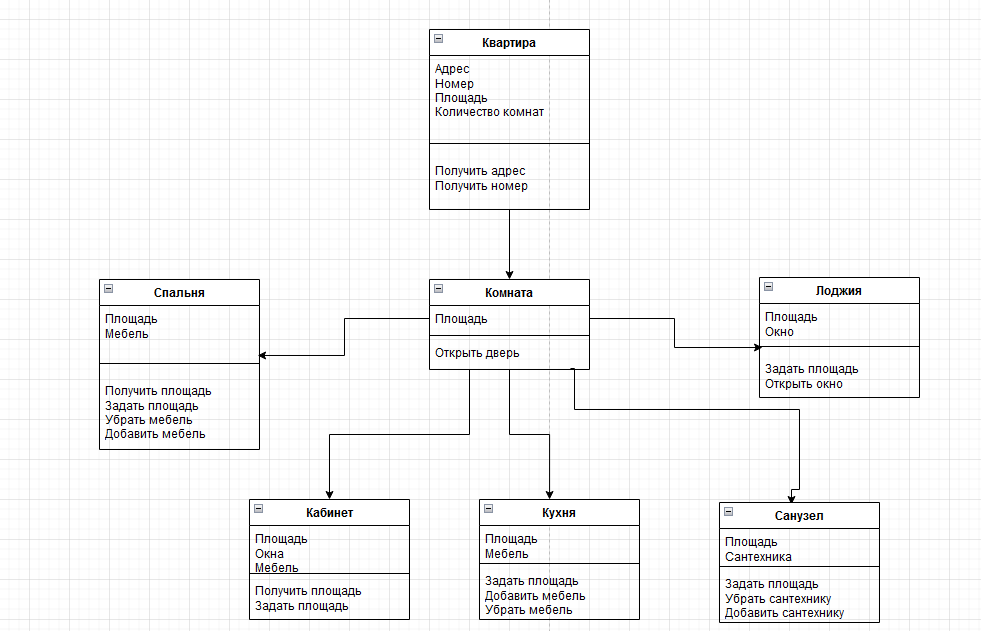 Квартира
Адрес
Номер
Площадь
Количество комнат
Получить адрес
Получить номер
Спальня
Площадь
Мебель
Получить площадь
Задать площадь
Убрать мебель
Добавить мебель
Комната
Площадь
Открыть дверь
Лоджия
Площадь
Окно
Задать площадь
Открыть окно
Кабинет
Площадь
Окна
Мебель
Получить площадь
Задать площадь
Кухня
Площадь
Мебель
Задать площадь
Добавить мебель
Убрать мебель
Санузел
Площадь
Сантехника
Задать площадь
Убрать сантехнику
Добавить сантехнику